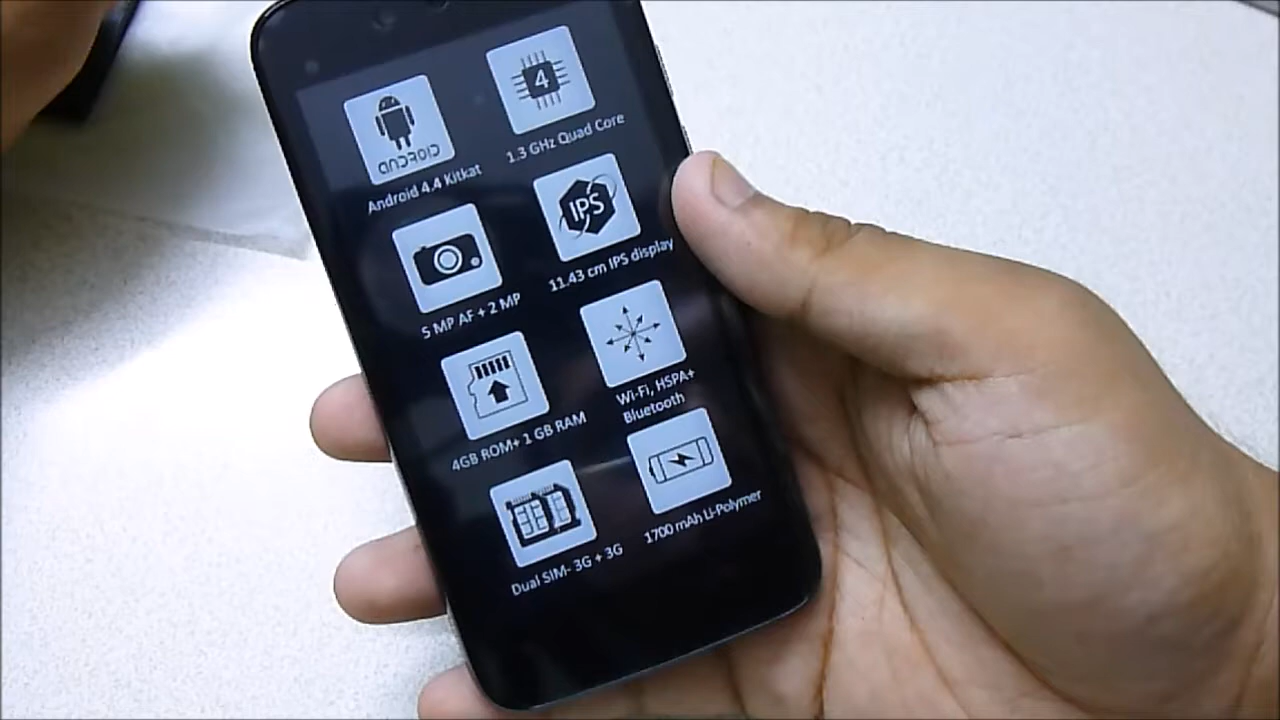 4
ANDROID
1.3 GHz Quad Core
Android 4.4 Kitkat
IPS
11.43 cm IPS display
5 MP AF + 2 MP
Wi-Fi, HSPA+
Bluetooth
4GB ROM+ 1 GB RAM
1700 mAh Li-Polymer
Dual SIM- 3G + 3G